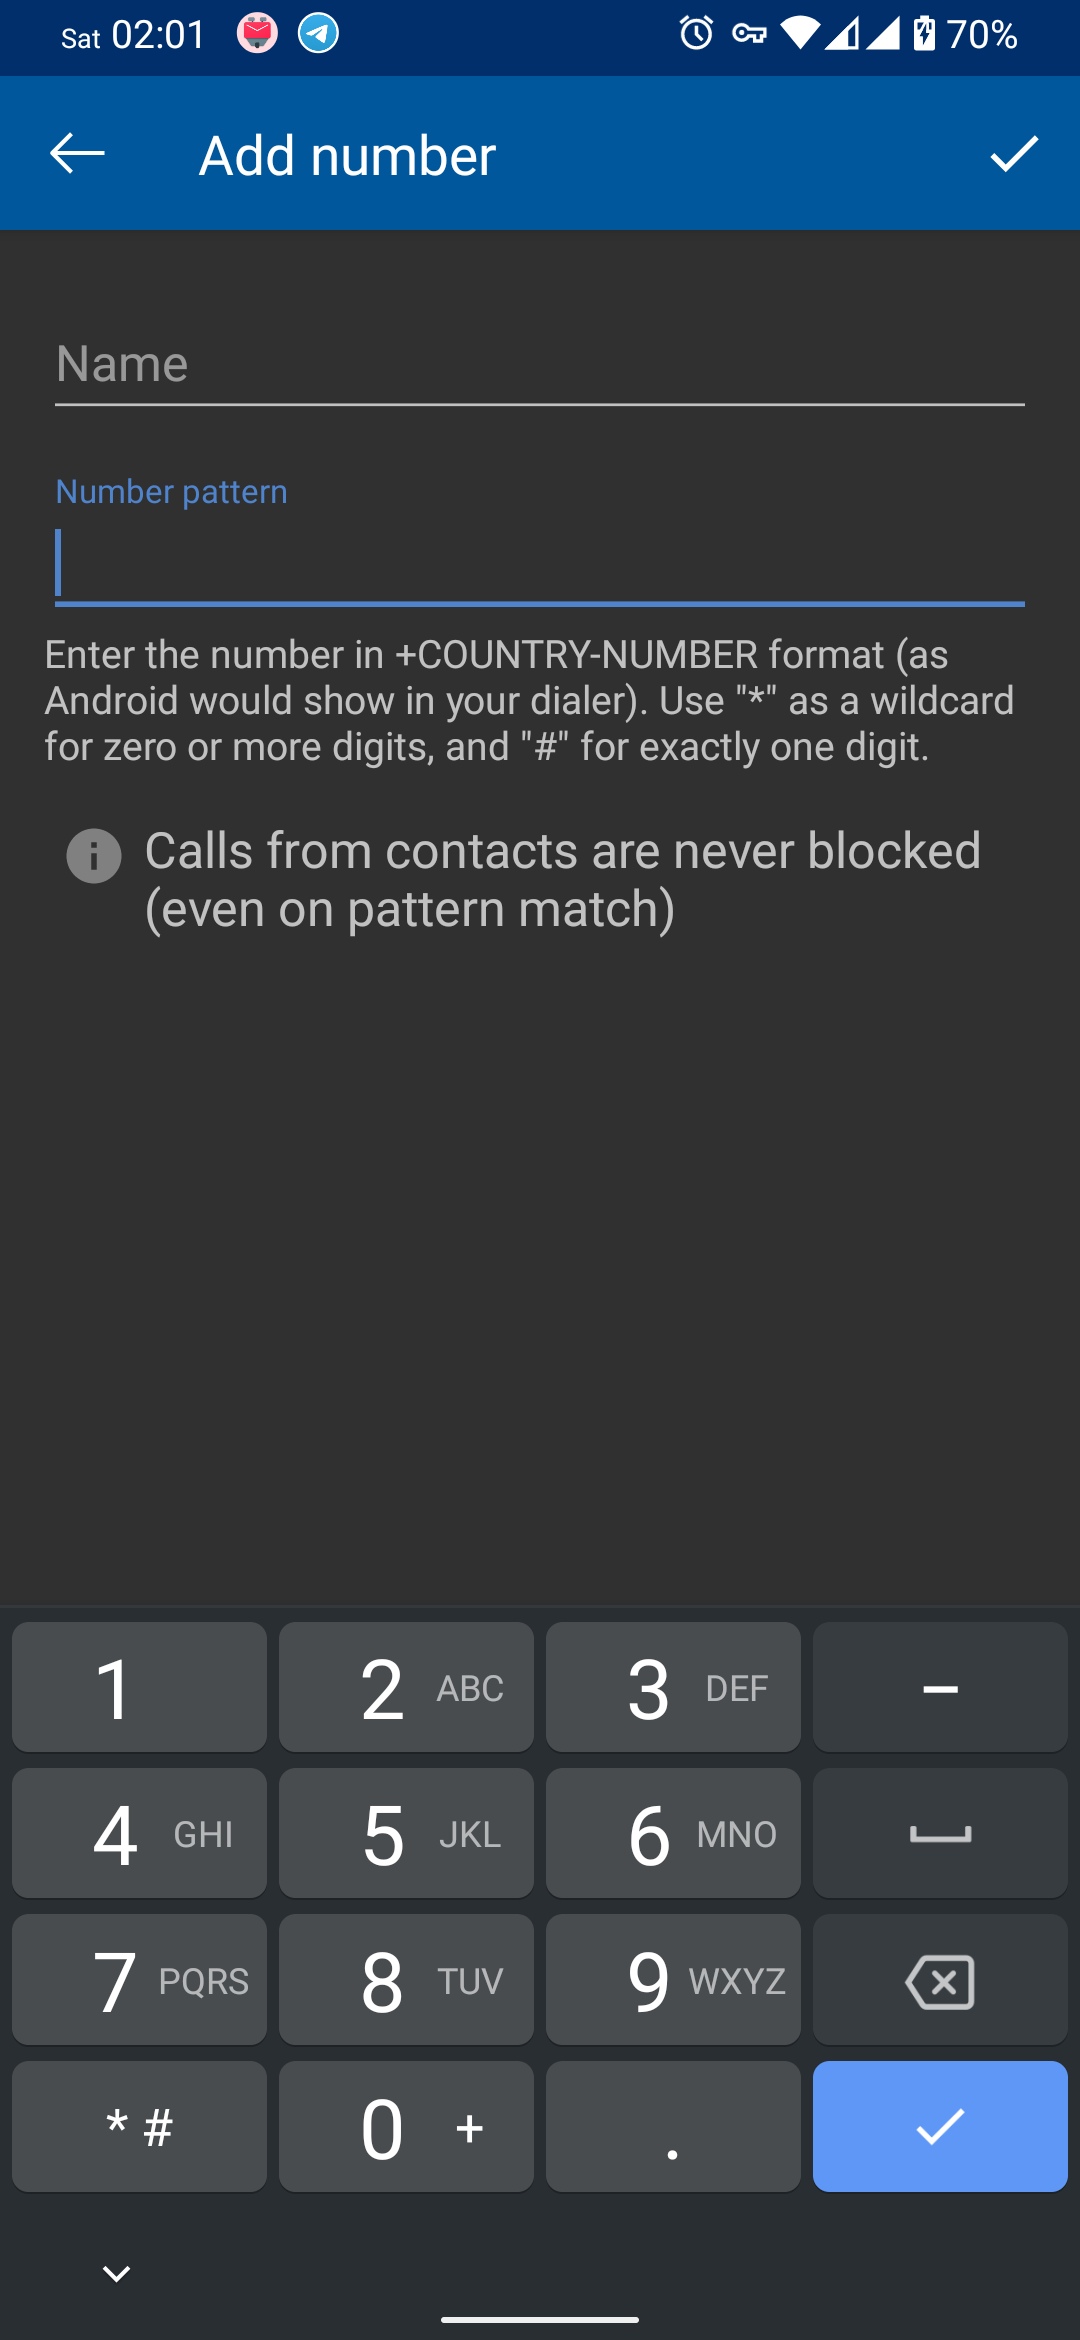 Sat 02:01 70%
Add number
Name
Number pattern
Enter the number in +COUNTRY-NUMBER format (as
Android would show in your dialer). Use "*" as a wildcard
for zero or more digits, and "#" for exactly one digit.
Calls from contacts are never blocked
(even on pattern match)
1 2 ABC 3 DEF –
4 GHI 5 JKL 6 MNO
7 PQRS 8 TUV 9 WXYZ
* # 0 + .